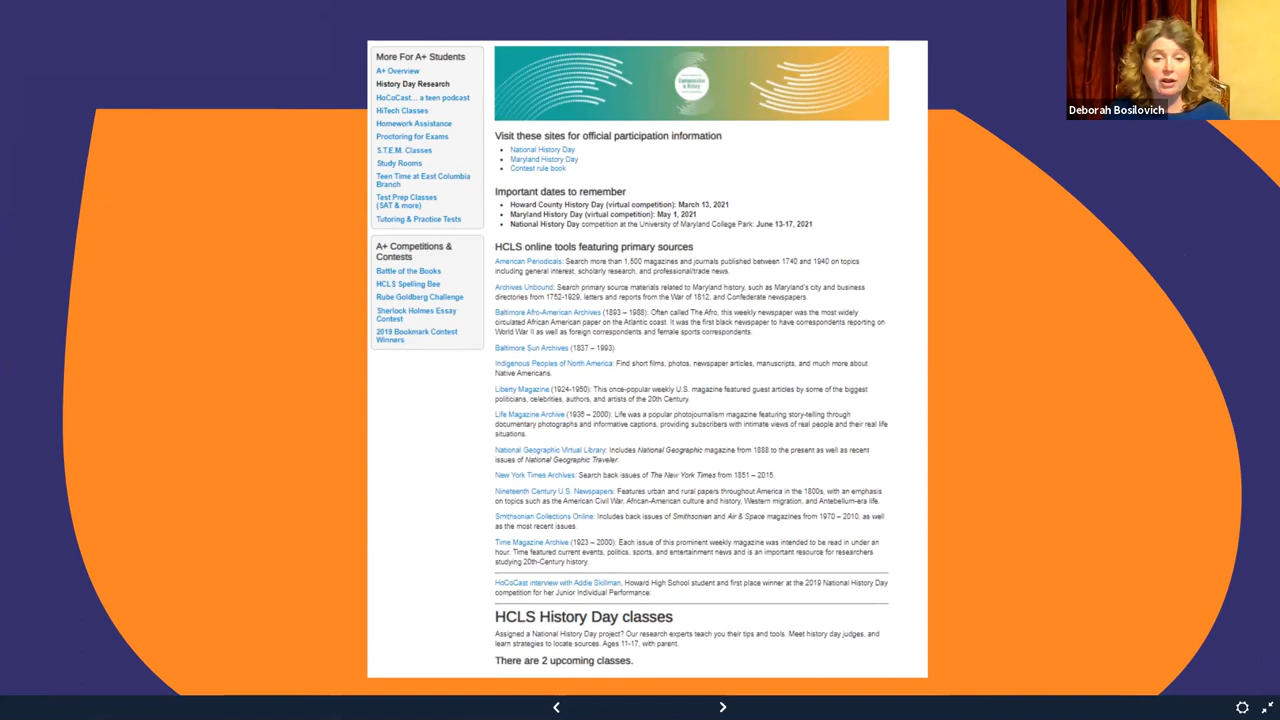 More For A+ Students
A+ Overview
History Day Research
HoCoCast... a teen podcast
HiTech Classes
Homework Assistance
Proctoring for Exams
S.T.E.M. Classes
Study Rooms
Teen Time at East Columbia
Branch
Test Prep Classes
(SAT & more)
Tutoring & Practice Tests
A+ Competitions &
Contests
Battle of the Books
HCLS Spelling Bee
Rube Goldberg Challenge
Sherlock Holmes Essay
Contest
2019 Bookmark Contest
Winners
Visit these sites for official participation information
• National History Day
• Maryland History Day
• Contest rule book
Important dates to remember
• Howard County History Day (virtual competition): March 13, 2021
• Maryland History Day (virtual competition): May 1, 2021
• National History Day competition at the University of Maryland College Park: June 13-17, 2021
HCLS online tools featuring primary sources
American Periodicals: Search more than 1,500 magazines and journals published between 1740 and 1940 on topics
including general interest, scholarly research, and professional/trade news.
Archives Unbound: Search primary source materials related to Maryland history, such as Maryland's city and business
directories from 1752-1929, letters and reports from the War of 1812, and Confederate newspapers.
Baltimore Afro-American Archives (1893 – 1988): Often called The Afro, this weekly newspaper was the most widely
circulated African American paper on the Atlantic coast. It was the first black newspaper to have correspondents reporting on
World War II as well as foreign correspondents and female sports correspondents.
Baltimore Sun Archives (1837 – 1993)
Indigenous Peoples of North America: Find short films, photos, newspaper articles, manuscripts, and much more about
Native Americans.
Liberty Magazine (1924-1950): This once-popular weekly U.S. magazine featured guest articles by some of the biggest
politicians, celebrities, authors, and artists of the 20th Century.
Life Magazine Archive (1936 – 2000): Life was a popular photojournalism magazine featuring story-telling through
documentary photographs and informative captions, providing subscribers with intimate views of real people and their real life
situations.
National Geographic Virtual Library: Includes National Geographic magazine from 1888 to the present as well as recent
issues of National Geographic Traveler.
New York Times Archives: Search back issues of The New York Times from 1851 – 2015.
Nineteenth Century U.S. Newspapers: Features urban and rural papers throughout America in the 1800s, with an emphasis
on topics such as the American Civil War, African-American culture and history, Western migration, and Antebellum-era life.
Smithsonian Collections Online: Includes back issues of Smithsonian and Air & Space magazines from 1970 – 2010, as well
as the most recent issues.
Time Magazine Archive (1923 – 2000): Each issue of this prominent weekly magazine was intended to be read in under an
hour. Time featured current events, politics, sports, and entertainment news and is an important resource for researchers
studying 20th-Century history.
HoCoCast interview with Addie Skillman, Howard High School student and first place winner at the 2019 National History Day
competition for her Junior Individual Performance:
HCLS History Day classes
Assigned a National History Day project? Our research experts teach you their tips and tools. Meet history day judges, and
learn strategies to locate sources. Ages 11-17, with parent.
There are 2 upcoming classes.
Deborah Bosilovich